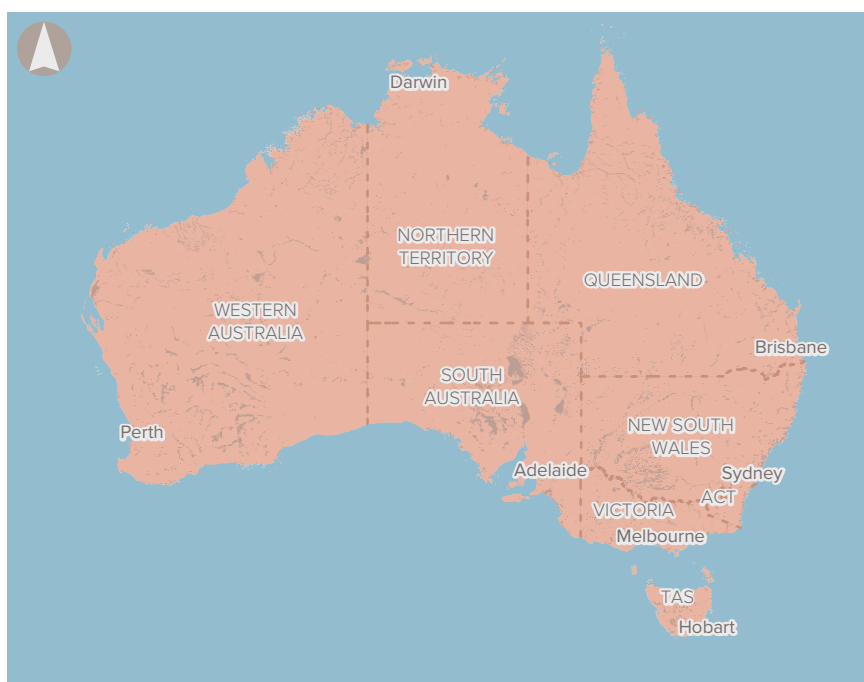 Darwin
NORTHERN
TERRITORY
QUEENSLAND
WESTERN
AUSTRALIA
Brisbane
SOUTH
AUSTRALIA
NEW SOUTH
WALES
Perth
Adelaide
Sydney
ACT
VICTORIA
Melbourne
TAS
Hobart